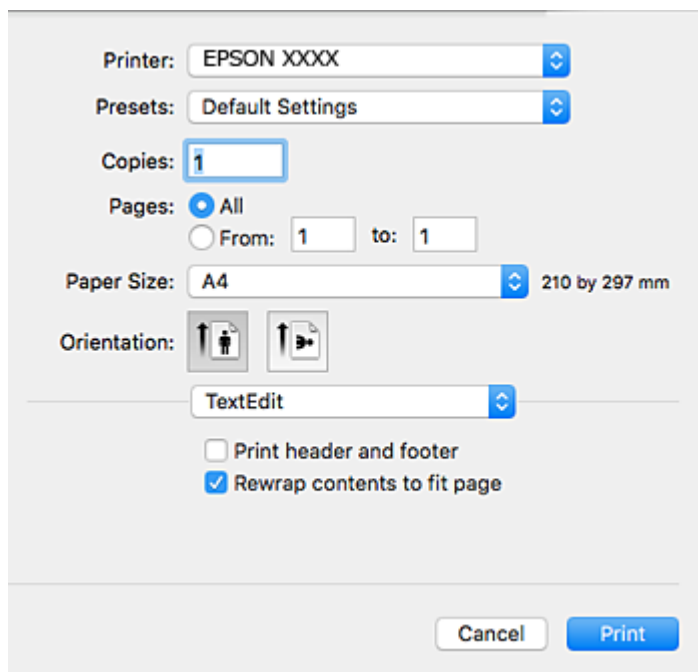 Printer: EPSON XXXX
Presets: Default Settings
Copies: 1
Pages: All
From: 1 to: 1
Paper Size: A4 210 by 297 mm
Orientation:
TextEdit
Print header and footer
Rewrap contents to fit page
Cancel Print